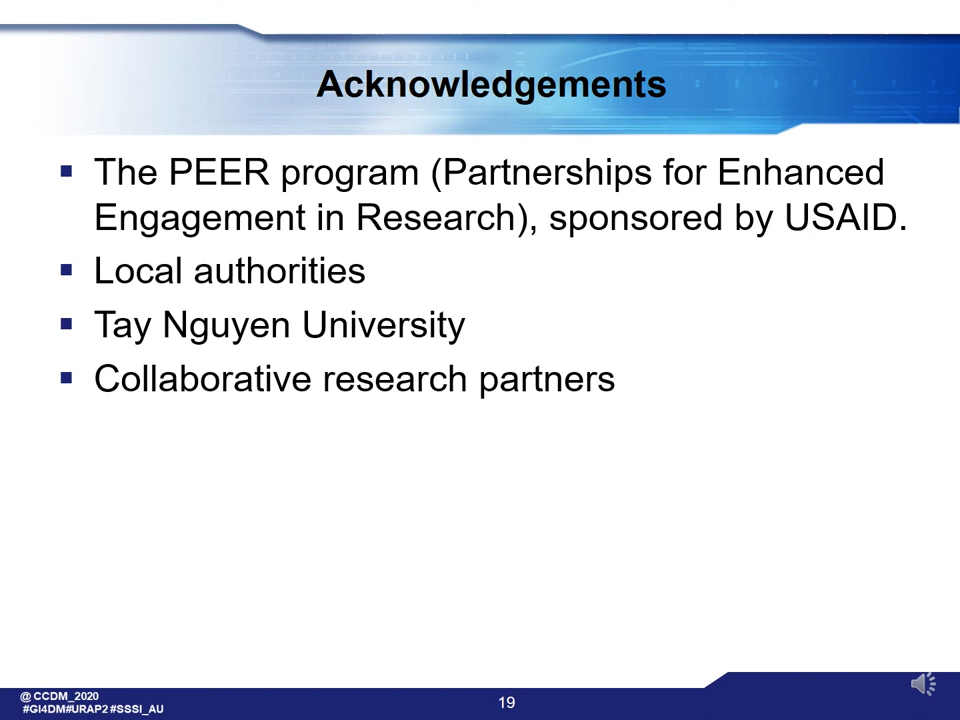 Acknowledgements
▪ The PEER program (Partnerships for Enhanced
Engagement in Research), sponsored by USAID.
▪ Local authorities
▪ Tay Nguyen University
▪ Collaborative research partners
@ CCDM_2020
#GI4DM#URAP2 #SSSI_AU
19